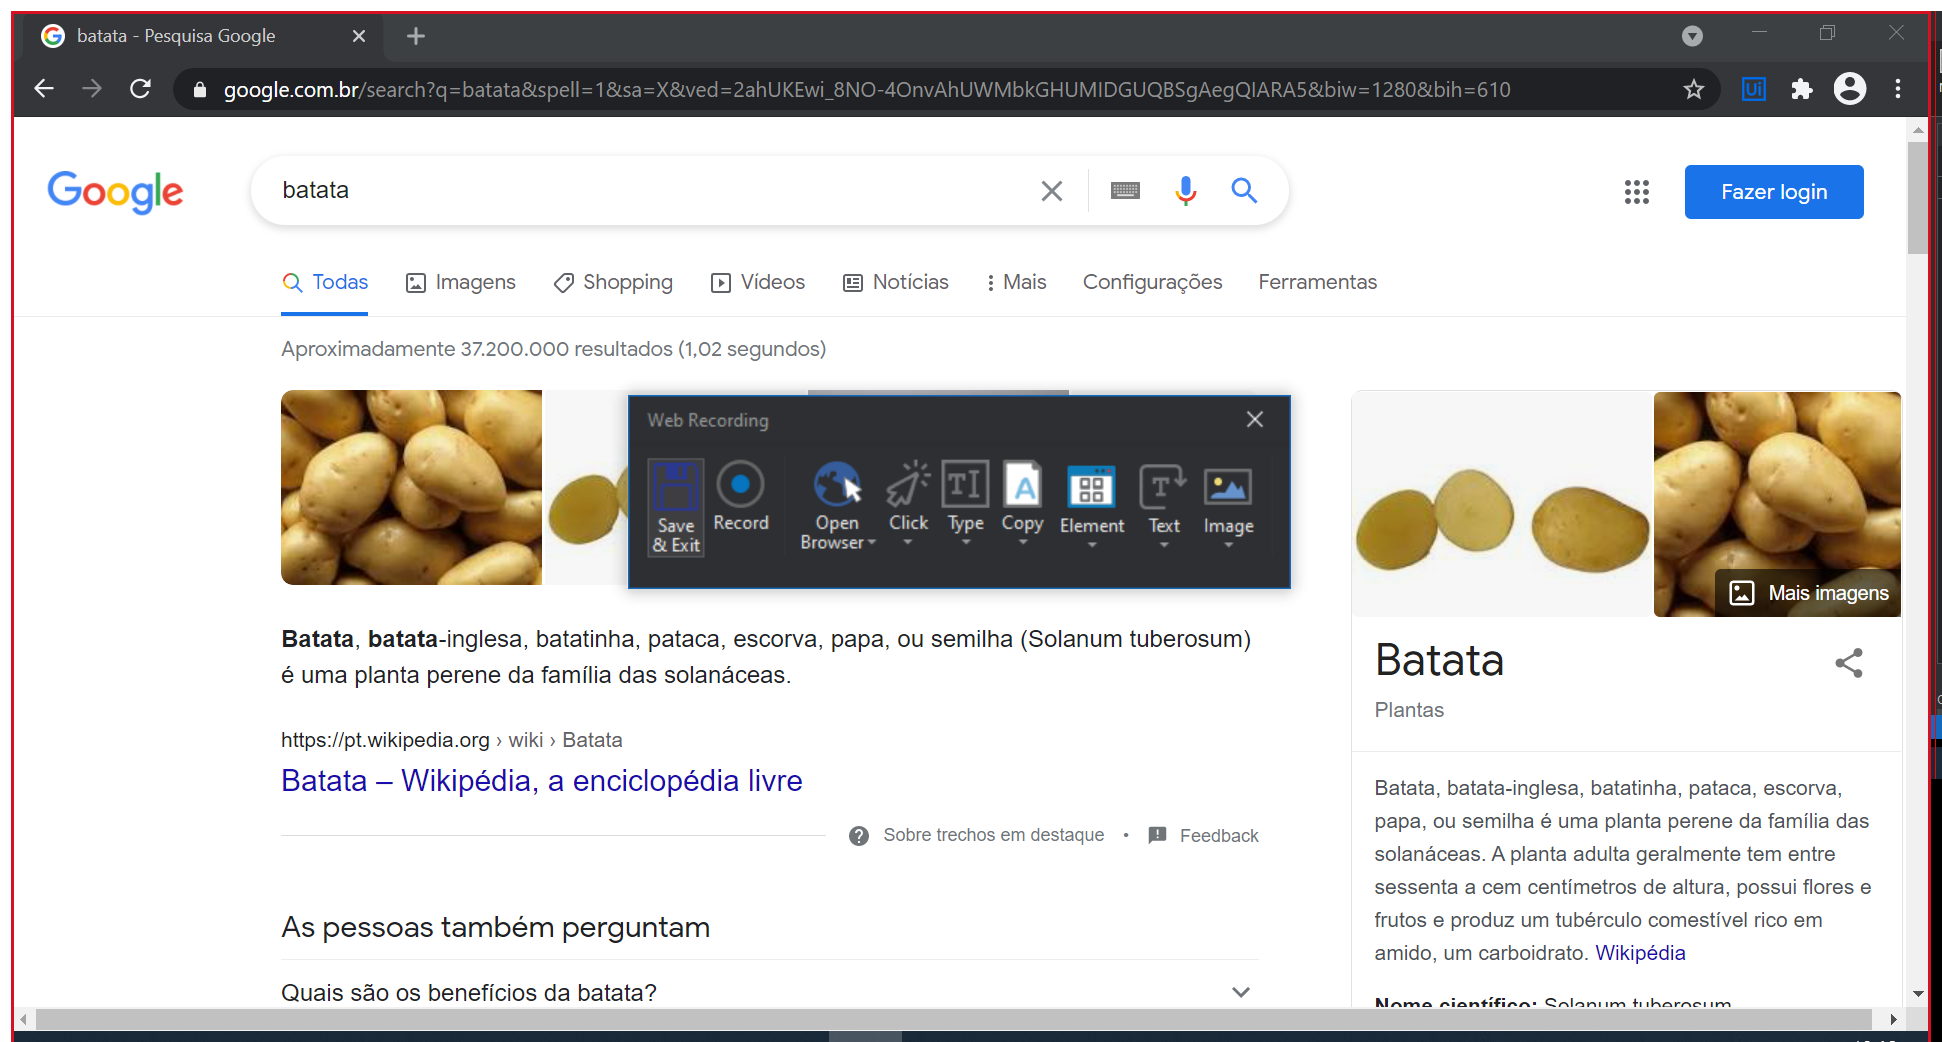 batata - Pesquisa Google
google.com.br/search?q=batata&spell=1&sa=X&ved=2ahUKEwi_8NO-4OnvAhUWMbkGHUMIDGUQBSgAegQIARA5&biw=1280&bih=610
Ui
Google
batata
Fazer login
Todas Imagens Shopping Vídeos Notícias Mais Configurações Ferramentas
Aproximadamente 37.200.000 resultados (1,02 segundos)
Web Recording
Save & Exit
Record
Open Browser
Click
Type
Copy
Element
Text
Image
Mais imagens
Batata, batata-inglesa, batatinha, pataca, escorva, papa, ou semilha (Solanum tuberosum)
é uma planta perene da família das solanáceas.
https://pt.wikipedia.org › wiki › Batata
Batata – Wikipédia, a enciclopédia livre
Sobre trechos em destaque • Feedback
As pessoas também perguntam
Quais são os benefícios da batata?
Batata
Plantas
Batata, batata-inglesa, batatinha, pataca, escorva,
papa, ou semilha é uma planta perene da família das
solanáceas. A planta adulta geralmente tem entre
sessenta a cem centímetros de altura, possui flores e
frutos e produz um tubérculo comestível rico em
amido, um carboidrato. Wikipédia
Nome científico: Solanum tuberosum